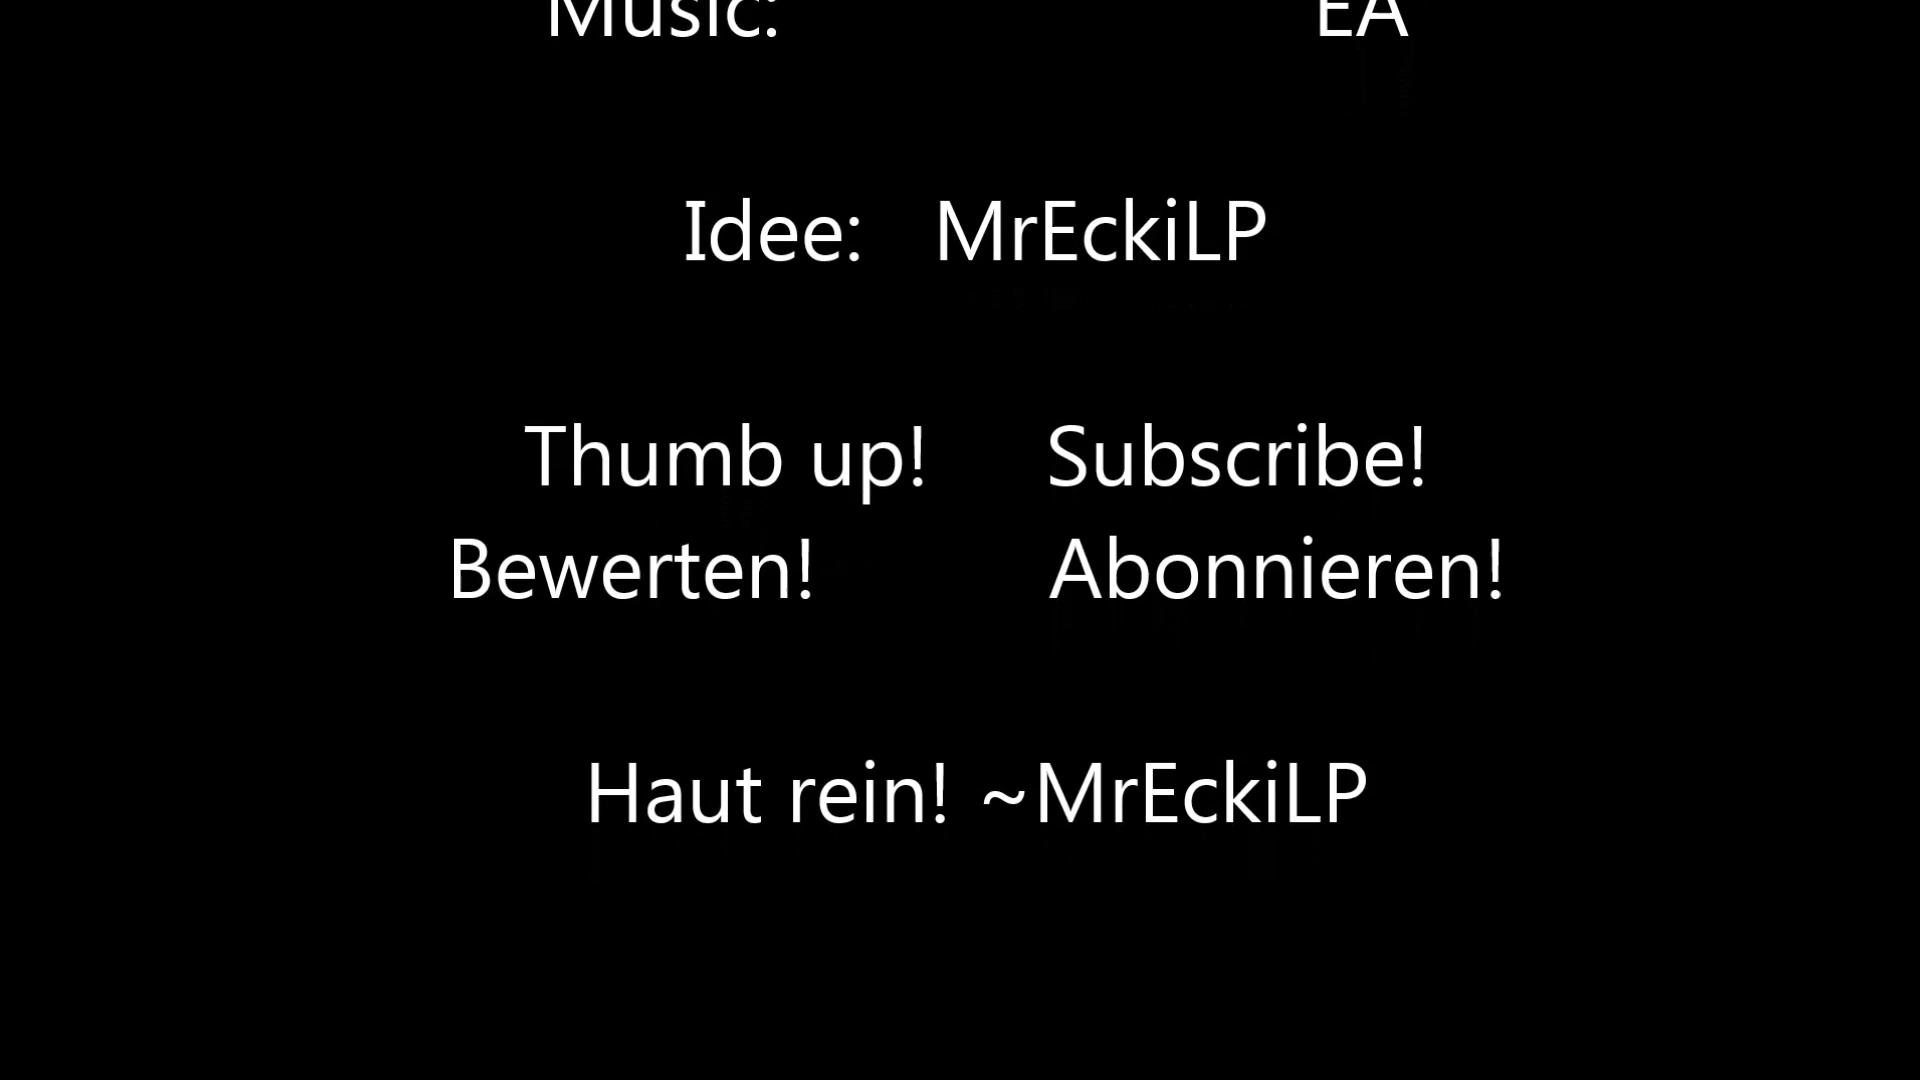 Music: EA
Idee: MrEckiLP
Thumb up! Subscribe!
Bewerten! Abonnieren!
Haut rein! ~MrEckiLP